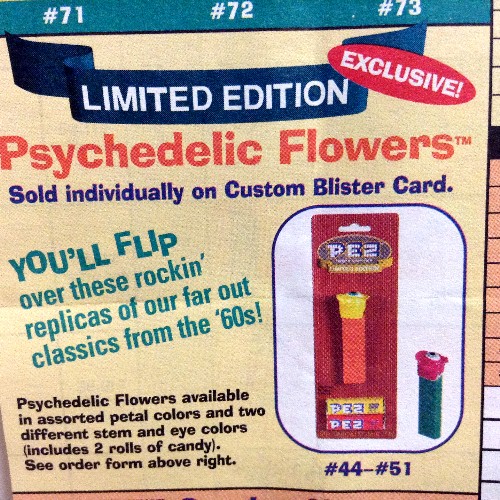 #71 #72 #73
LIMITED EDITION
EXCLUSIVE!
Psychedelic Flowers™
Sold individually on Custom Blister Card.
YOU'LL FLIP
over these rockin'
replicas of our far out
classics from the '60s!
PEZ
PEZ
PEZ
Psychedelic Flowers available
in assorted petal colors and two
different stem and eye colors
(includes 2 rolls of candy).
See order form above right.
#44–#51